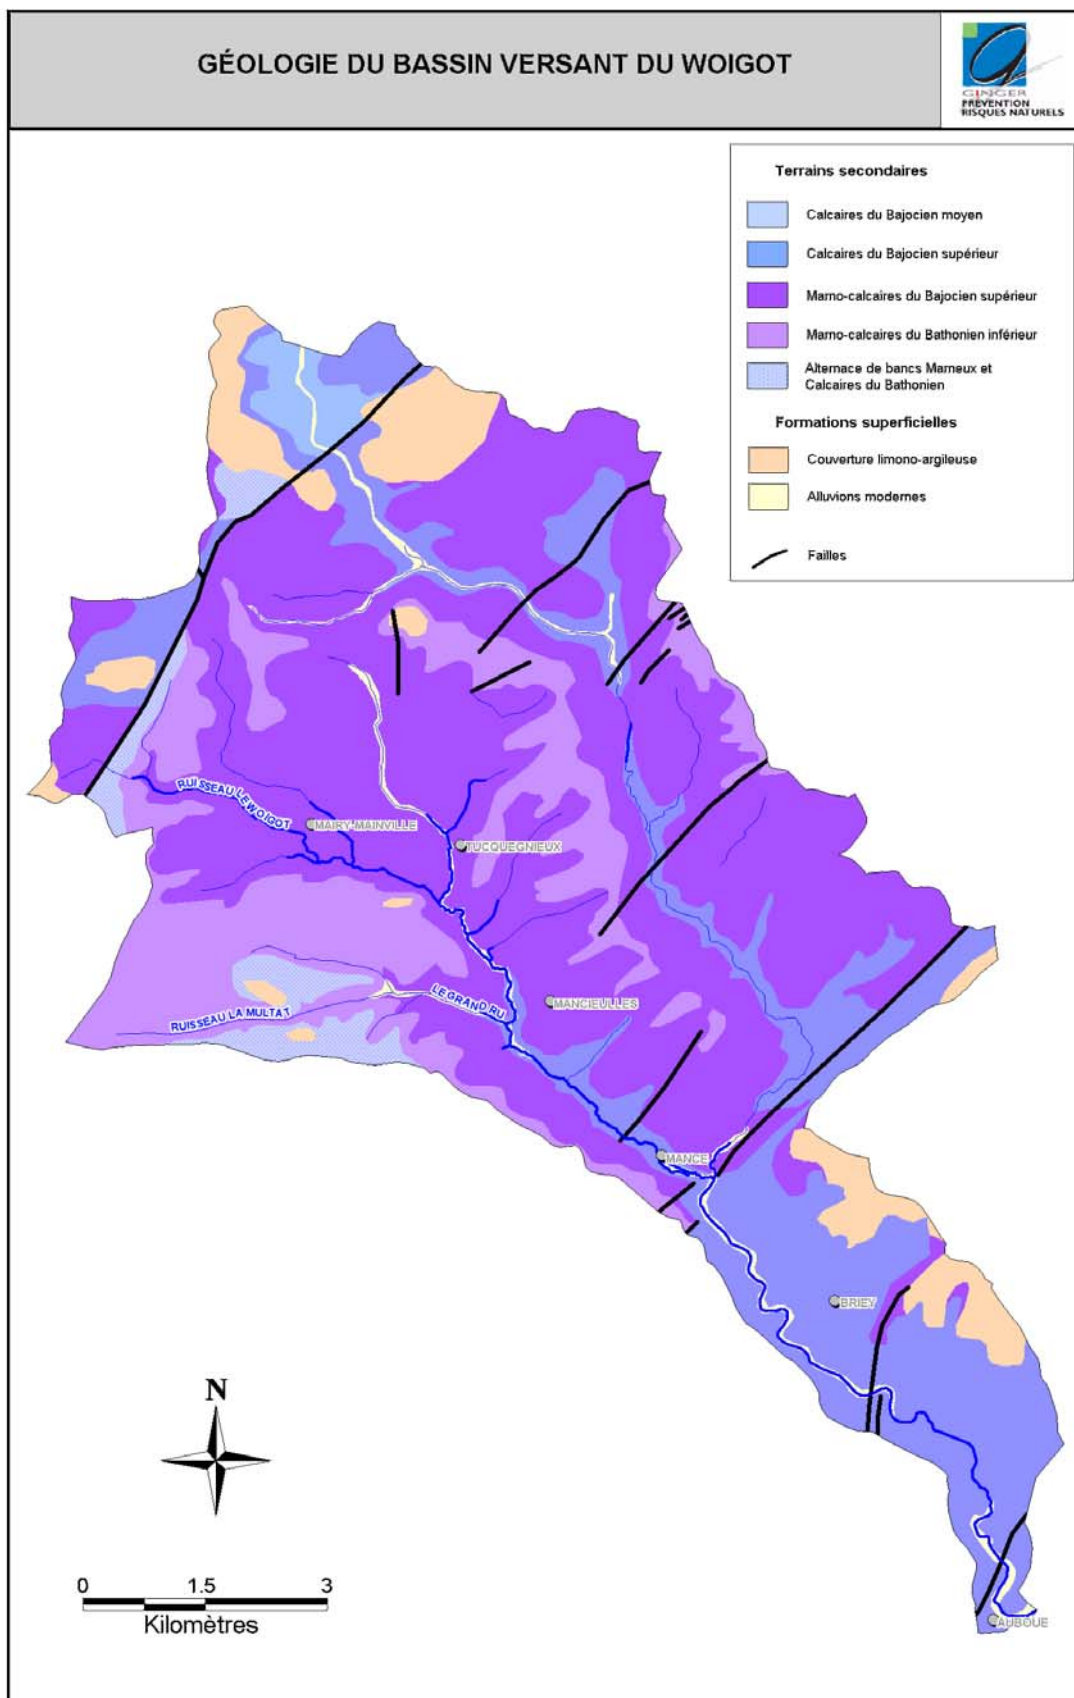 GÉOLOGIE DU BASSIN VERSANT DU WOIGOT
GINGER
PRÉVENTION
RISQUES NATURELS
Terrains secondaires
Calcaires du Bajocien moyen
Calcaires du Bajocien supérieur
Marno-calcaires du Bajocien supérieur
Marno-calcaires du Bathonien inférieur
Alternace de bancs Marneux et
Calcaires du Bathonien
Formations superficielles
Couverture limono-argileuse
Alluvions modernes
Failles
RUISSEAU LE WOIGOT
MAIRY-MAINVILLE
TUCQUEGNIEUX
LE GRAND RU
MANCIEULLES
RUISSEAU LA MULTAT
MANCE
BRIEY
N
0 1.5 3
Kilomètres
AUBOUE